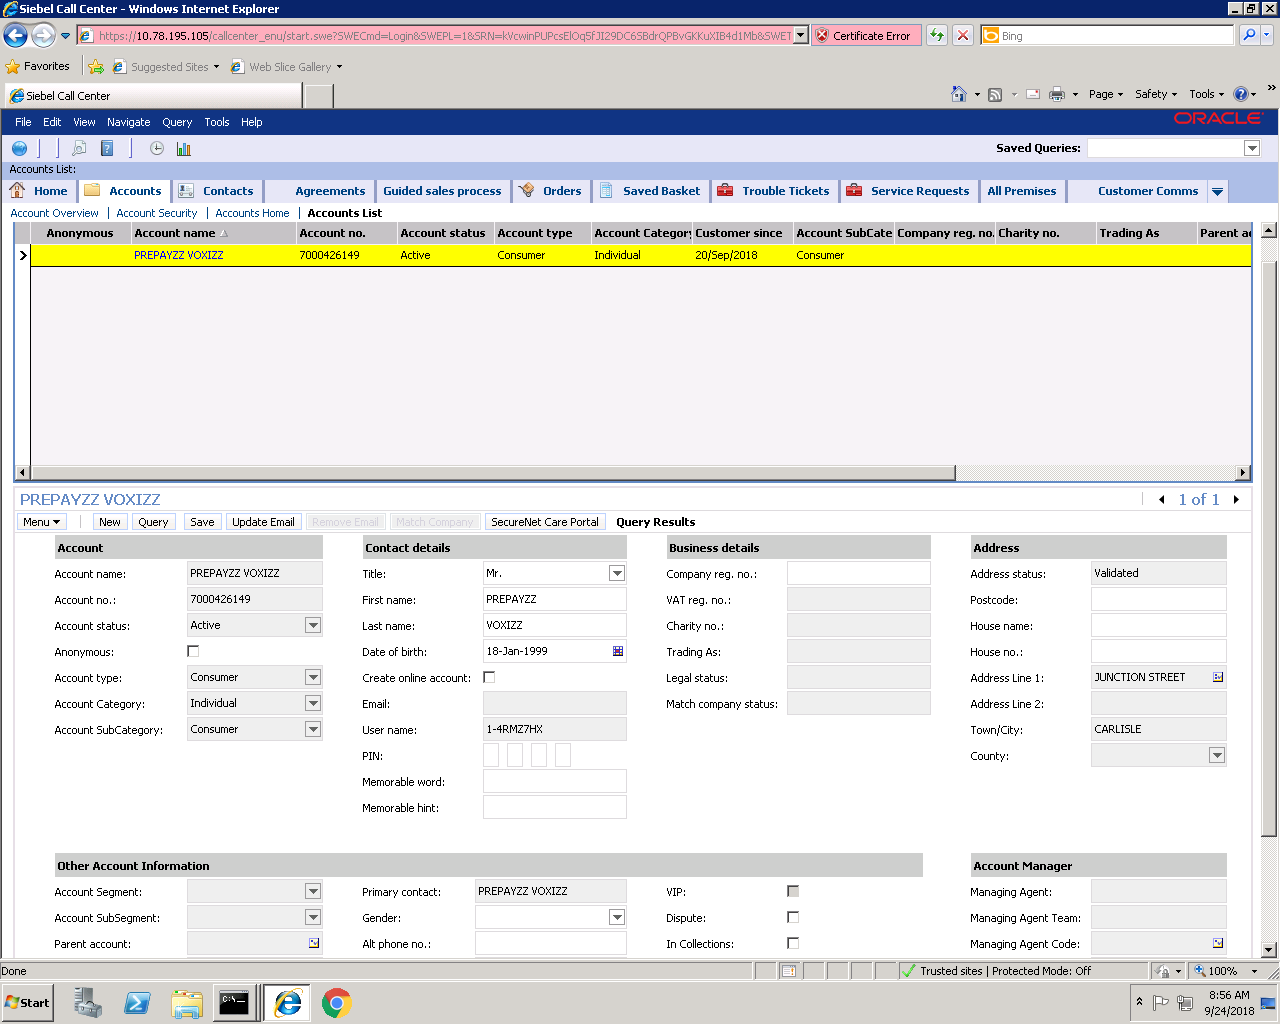 Siebel Call Center - Windows Internet Explorer
https://10.78.195.105/callcenter_enu/start.swe?SWECmd=Login&SWEPL=1&SRN= Certificate Error Bing
Favorites Suggested Sites Web Slice Gallery
Siebel Call Center Page Safety Tools
File Edit View Navigate Query Tools Help ORACLE
Saved Queries:
Accounts List:
Home Accounts Contacts Agreements Guided sales process Orders Saved Basket Trouble Tickets Service Requests All Premises Customer Comms
Account Overview Account Security Accounts Home Accounts List
Anonymous Account name Account no. Account status Account type Account Category Customer since Account SubCate Company reg. no. Charity no. Trading As Parent ac
PREPAYZZ VOXIZZ 7000426149 Active Consumer Individual 20/Sep/2018 Consumer
PREPAYZZ VOXIZZ 1 of 1
Menu New Query Save Update Email Remove Email Match Company SecureNet Care Portal Query Results
Account Contact details Business details Address
Account name: PREPAYZZ VOXIZZ Title: Mr. Company reg. no.: Address status: Validated
Account no.: 7000426149 First name: PREPAYZZ VAT reg. no.: Postcode:
Account status: Active Last name: VOXIZZ Charity no.: House name:
Anonymous: Date of birth: 18-Jan-1999 Trading As: House no.:
Account type: Consumer Create online account: Legal status: Address Line 1: JUNCTION STREET
Account Category: Individual Email: Match company status: Address Line 2:
Account SubCategory: Consumer User name: 1-4RMZ7HX Town/City: CARLISLE
PIN: County:
Memorable word:
Memorable hint:
Other Account Information Account Manager
Account Segment: Primary contact: PREPAYZZ VOXIZZ VIP: Managing Agent:
Account SubSegment: Gender: Dispute: Managing Agent Team:
Parent account: Alt phone no.: In Collections: Managing Agent Code:
Done Trusted sites | Protected Mode: Off 100%
Start 8:56 AM
9/24/2018